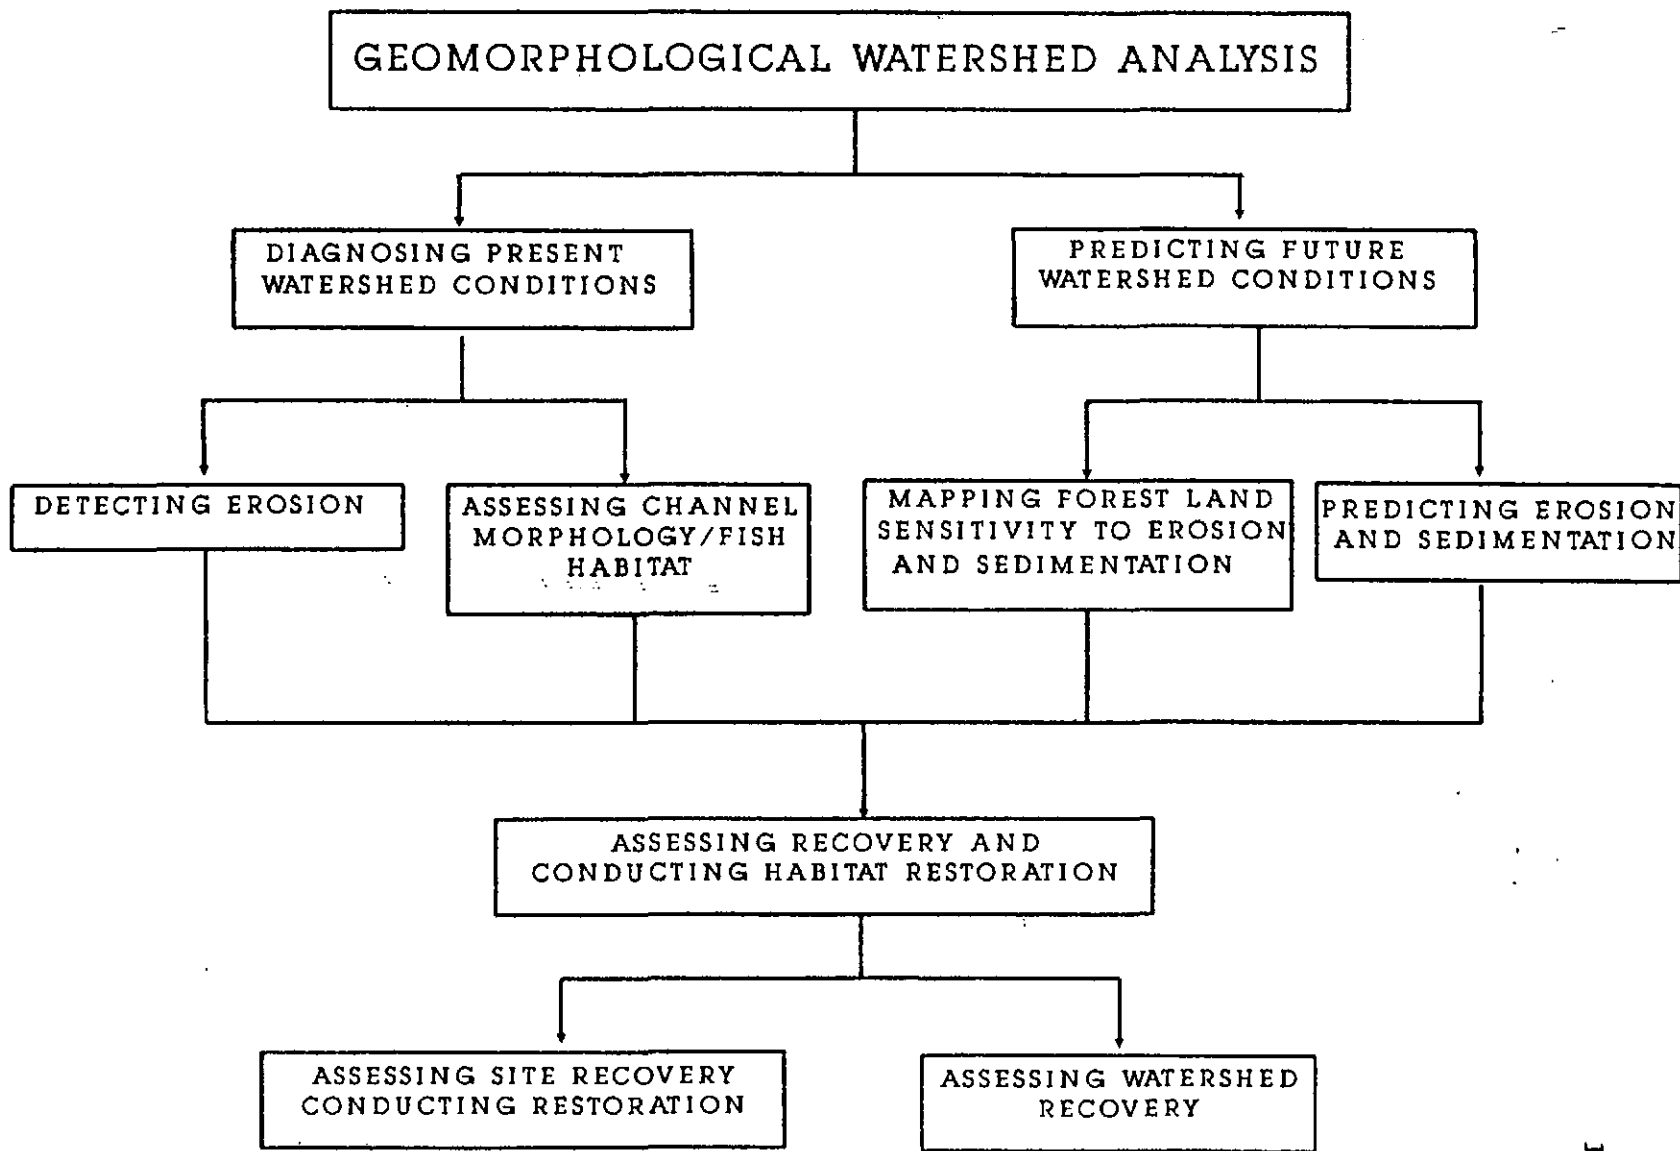 GEOMORPHOLOGICAL WATERSHED ANALYSIS
DIAGNOSING PRESENT
WATERSHED CONDITIONS
PREDICTING FUTURE
WATERSHED CONDITIONS
DETECTING EROSION
ASSESSING CHANNEL
MORPHOLOGY/FISH
HABITAT
MAPPING FOREST LAND
SENSITIVITY TO EROSION
AND SEDIMENTATION
PREDICTING EROSION
AND SEDIMENTATION
ASSESSING RECOVERY AND
CONDUCTING HABITAT RESTORATION
ASSESSING SITE RECOVERY
CONDUCTING RESTORATION
ASSESSING WATERSHED
RECOVERY